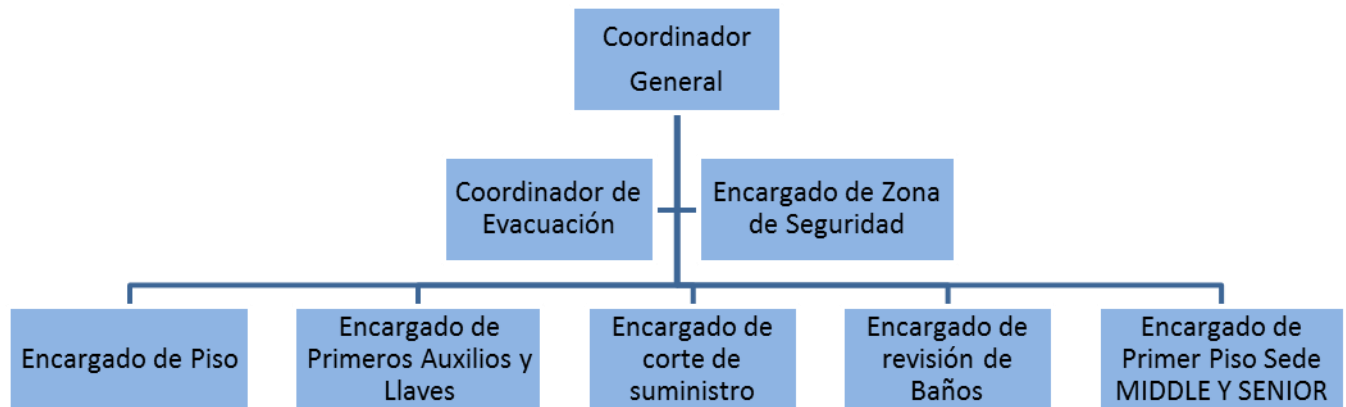 Coordinador
General
Coordinador de
Evacuación
Encargado de Zona
de Seguridad
Encargado de Piso
Encargado de
Primeros Auxilios y
Llaves
Encargado de
corte de
suministro
Encargado de
revisión de
Baños
Encargado de
Primer Piso Sede
MIDDLE Y SENIOR